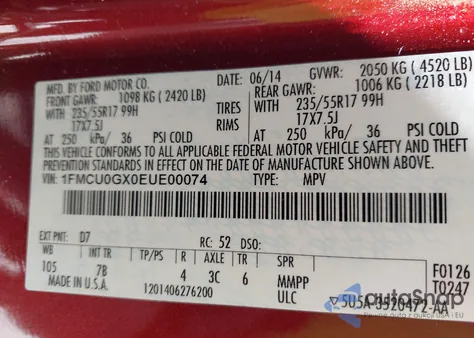 MFD. BY FORD MOTOR CO.
DATE: 06/14 GVWR: 2050 KG (4520 LB)
FRONT GAWR: 1098 KG (2420 LB) REAR GAWR: 1006 KG (2218 LB)
WITH 235/55R17 99H TIRES WITH 235/55R17 99H
17X7.5J RIMS 17X7.5J
AT 250 kPa/ 36 PSI COLD AT 250 kPa/ 36 PSI COLD
THIS VEHICLE CONFORMS TO ALL APPLICABLE FEDERAL MOTOR VEHICLE SAFETY, BUMPER, AND THEFT
PREVENTION STANDARDS IN EFFECT ON THE DATE OF MANUFACTURE SHOWN ABOVE.
VIN: 1FMCU0GX0EUE00074 TYPE: MPV
EXT PNT: D7 RC: 52 DSO:
WB TP/PS R AXLE TR SPR
105 7B 4 3C 6 MMPP F0126
MADE IN U.S.A. 1201406276200 ULC T0247
5U5A-3520472-AA
autoSnap